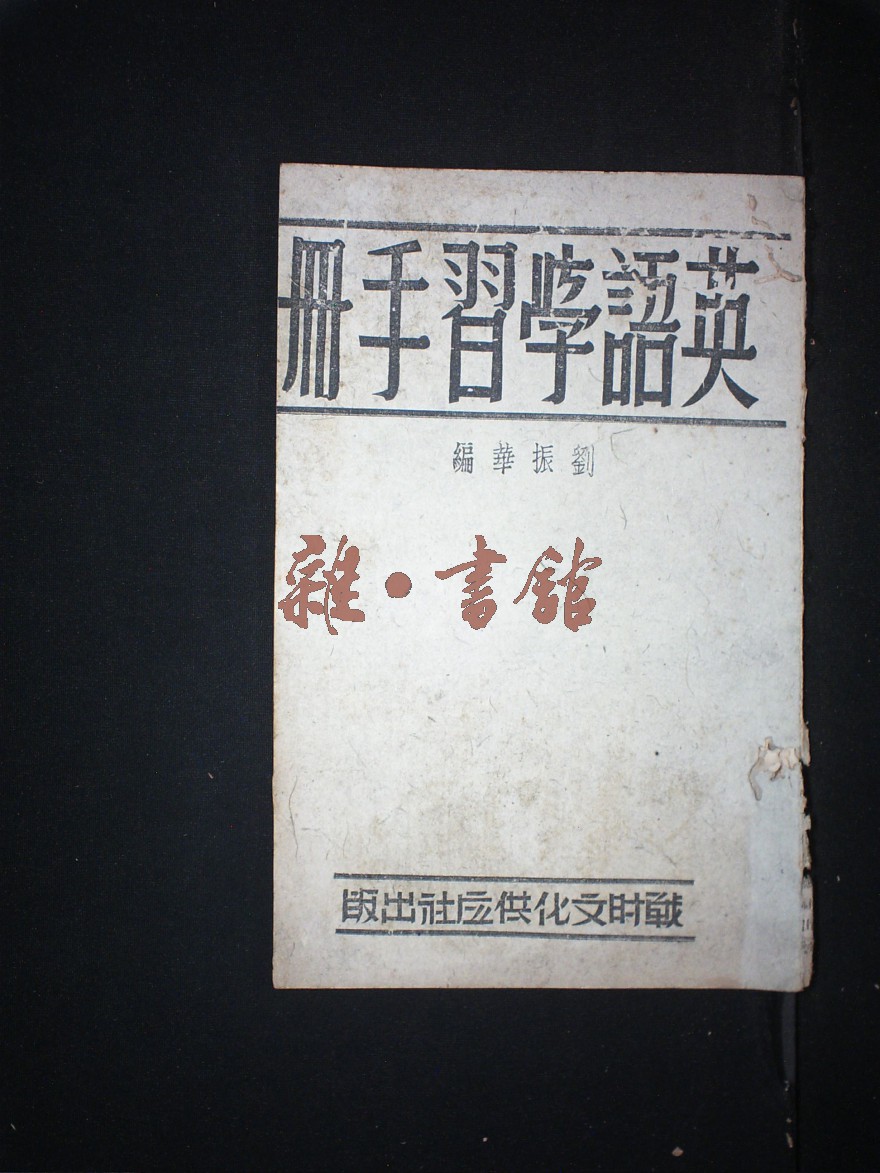 英語學習手冊
劉振華編
雜·書館
戰時文化供应社出版